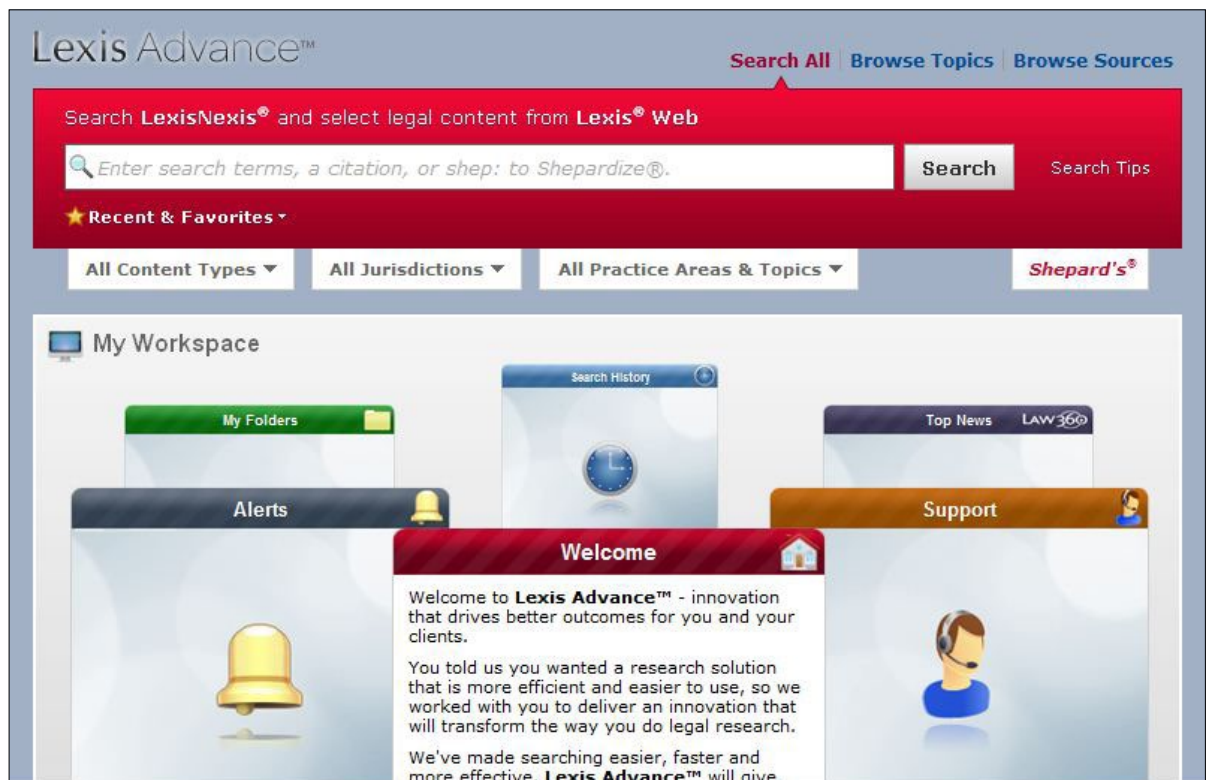 Lexis Advance™
Search All Browse Topics Browse Sources
Search LexisNexis® and select legal content from Lexis® Web
Enter search terms, a citation, or shep: to Shepardize®.
Search
Search Tips
Recent & Favorites
All Content Types
All Jurisdictions
All Practice Areas & Topics
Shepard's®
My Workspace
Search History
My Folders
Top News LAW360
Alerts
Support
Welcome
Welcome to Lexis Advance™ - innovation
that drives better outcomes for you and your
clients.
You told us you wanted a research solution
that is more efficient and easier to use, so we
worked with you to deliver an innovation that
will transform the way you do legal research.
We've made searching easier, faster and
more effective. Lexis Advance™ will give